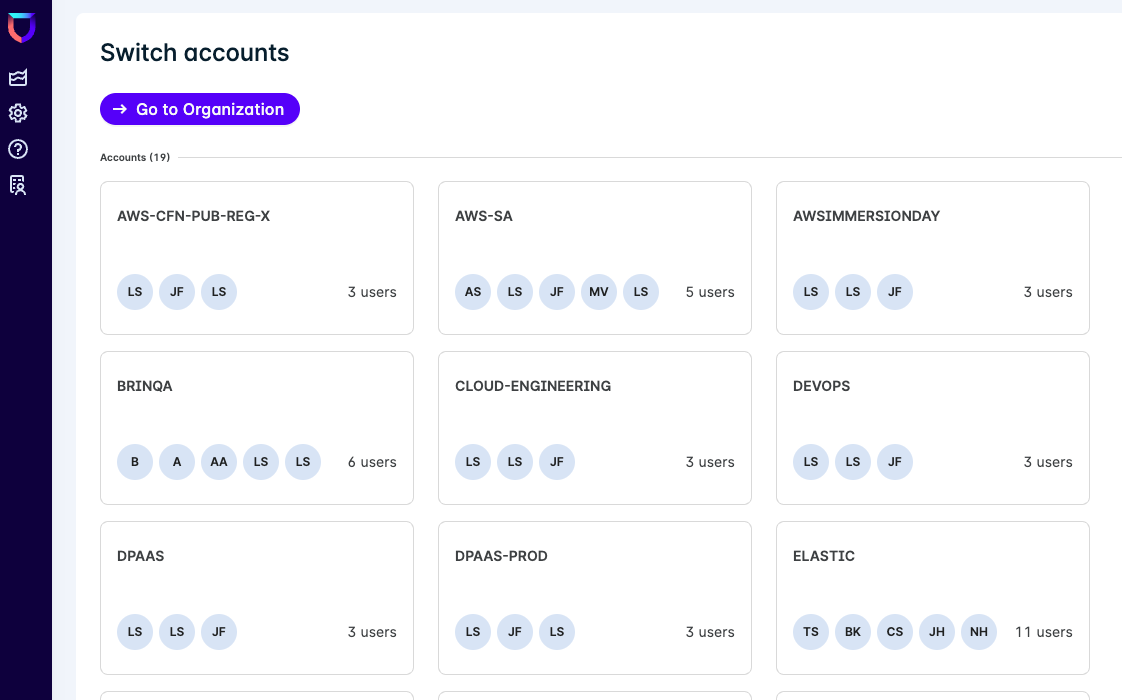 Switch accounts
Go to Organization
Accounts (19)
AWS-CFN-PUB-REG-X
LS JF LS 3 users
AWS-SA
AS LS JF MV LS 5 users
AWSIMMERSIONDAY
LS LS JF 3 users
BRINQA
B A AA LS LS 6 users
CLOUD-ENGINEERING
LS LS JF 3 users
DEVOPS
LS LS JF 3 users
DPAAS
LS LS JF 3 users
DPAAS-PROD
LS JF LS 3 users
ELASTIC
TS BK CS JH NH 11 users